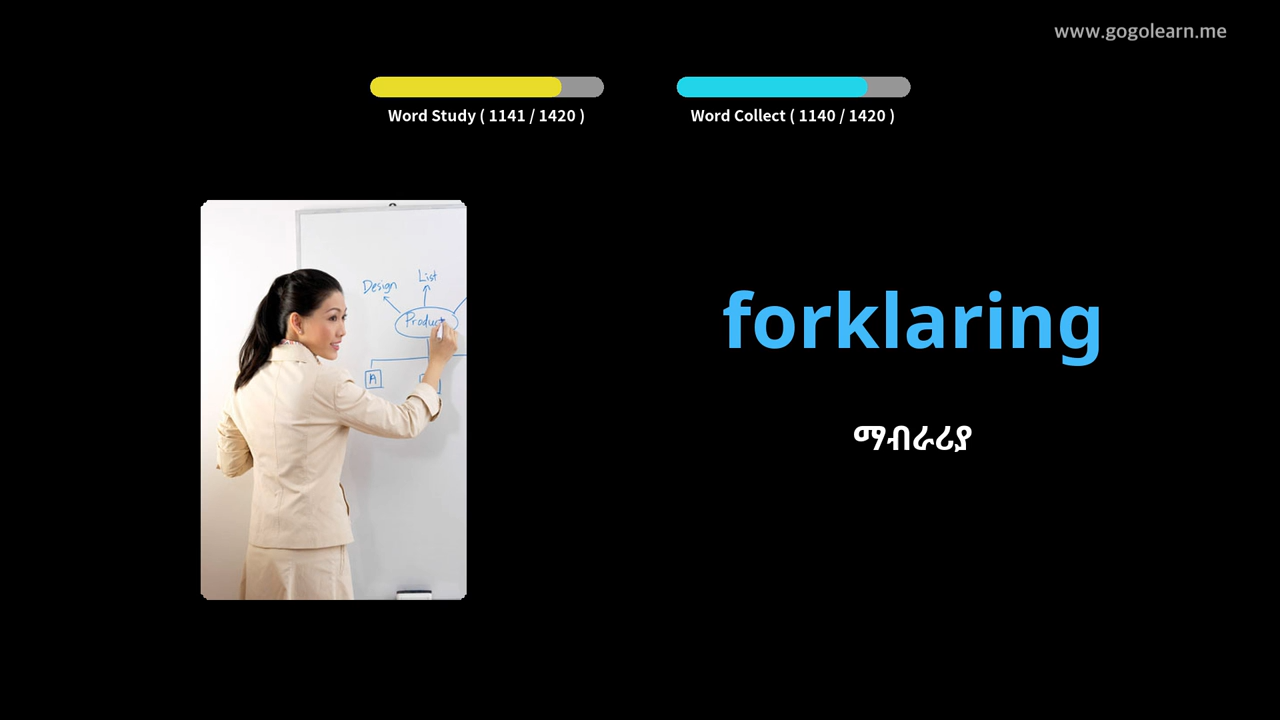 www.gogolearn.me
Word Study ( 1141 / 1420 )
Word Collect ( 1140 / 1420 )
Design
List
Product
A
forklaring
ማብራሪያ